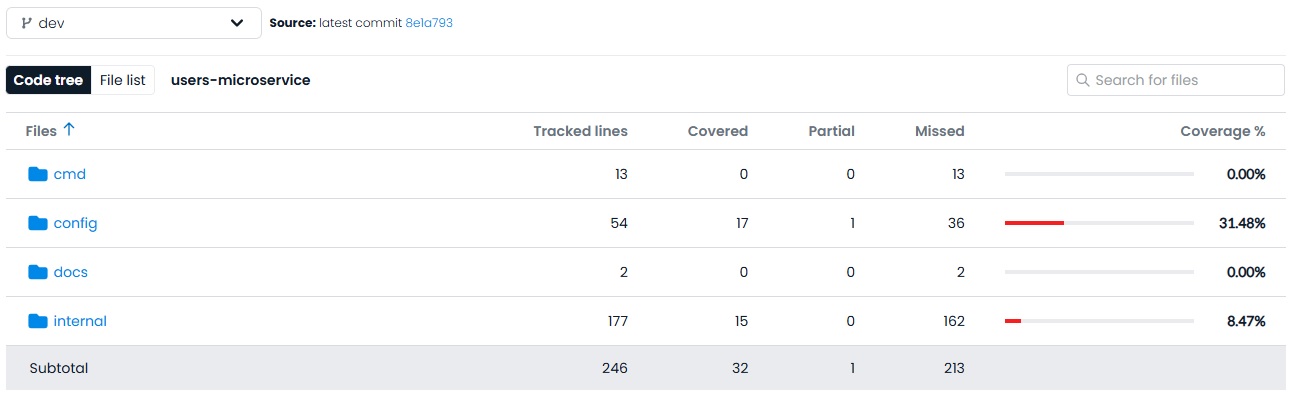 dev Source: latest commit 8e1a793
Code tree File list users-microservice Search for files
Files Tracked lines Covered Partial Missed Coverage %
cmd 13 0 0 13 0.00%
config 54 17 1 36 31.48%
docs 2 0 0 2 0.00%
internal 177 15 0 162 8.47%
Subtotal 246 32 1 213